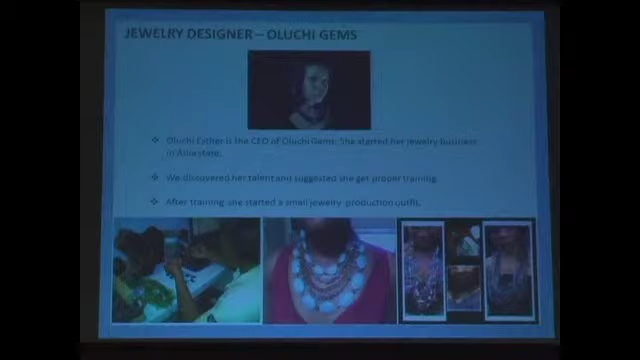 JEWELRY DESIGNER – OLUCHI GEMS
❖ Oluchi Esther is the CEO of Oluchi Gems. She started her jewelry business
in Abia state.
❖ We discovered her talent and suggested she get proper training.
❖ After training she started a small jewelry production outfit.